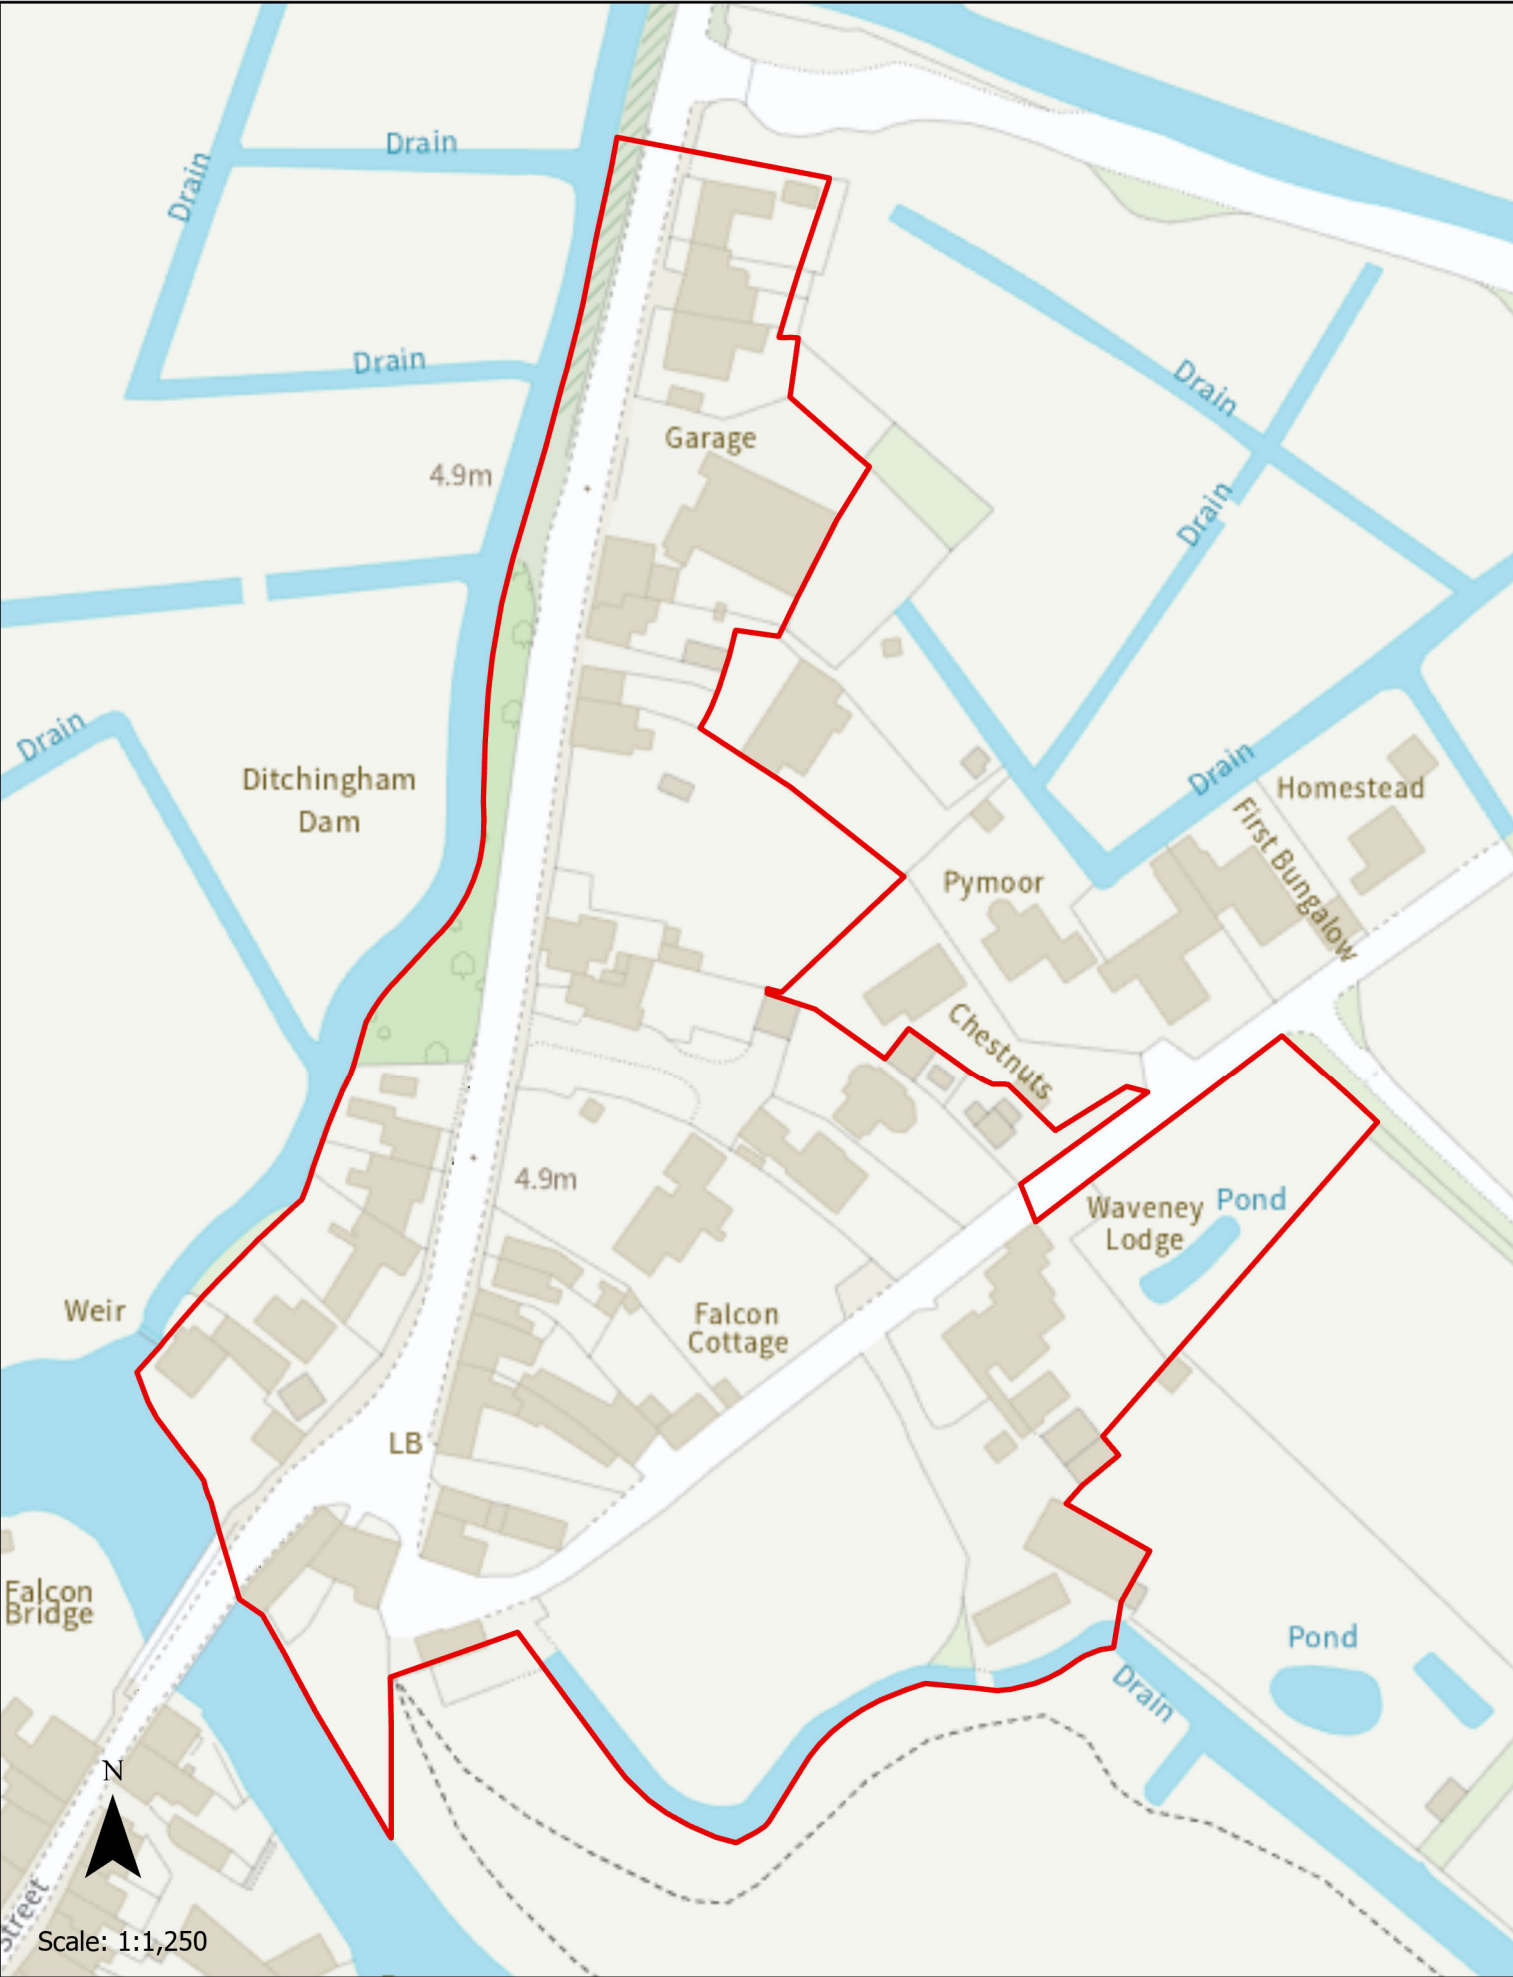 Drain
Drain
Drain
Garage
4.9m
Drain
Drain
Drain
Ditchingham
Dam
Drain
Homestead
First Bungalow
Pymoor
Chestnuts
4.9m
Waveney
Lodge
Pond
Weir
Falcon
Cottage
LB
Falcon
Bridge
Pond
Drain
N
Street
Scale: 1:1,250